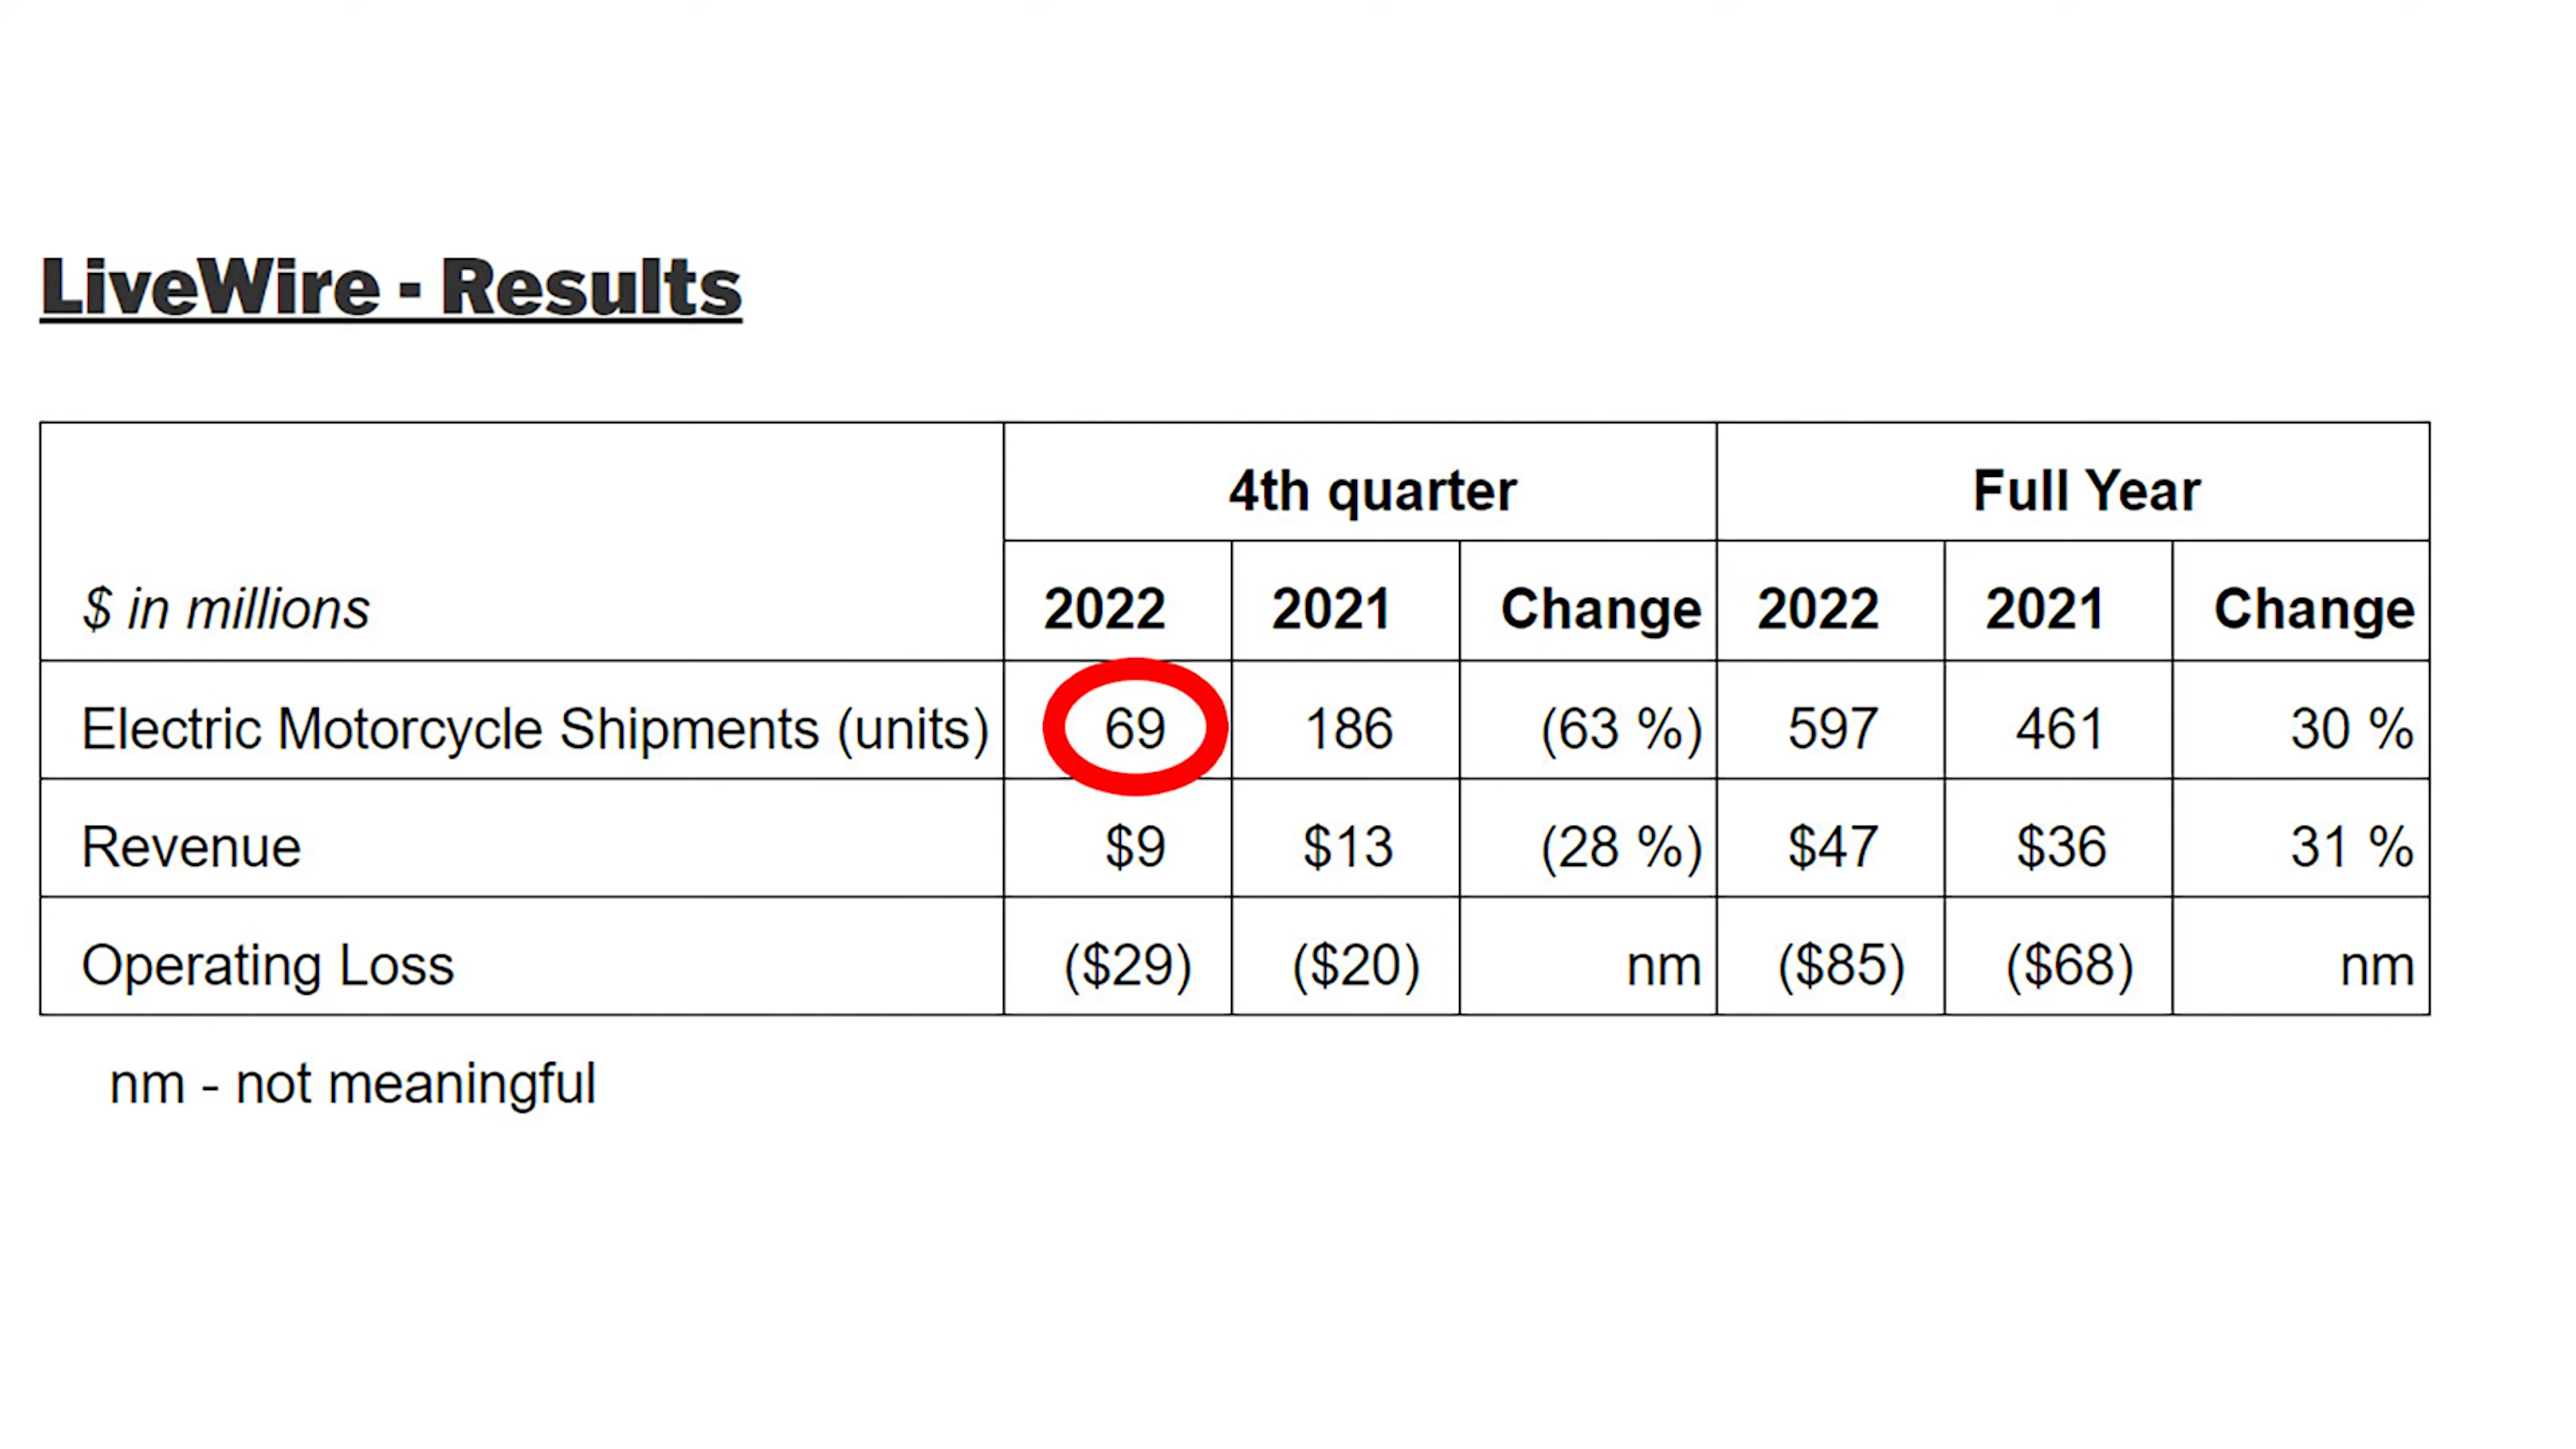 LiveWire - Results
4th quarter Full Year
$ in millions 2022 2021 Change 2022 2021 Change
Electric Motorcycle Shipments (units) 69 186 (63 %) 597 461 30 %
Revenue $9 $13 (28 %) $47 $36 31 %
Operating Loss ($29) ($20) nm ($85) ($68) nm
nm - not meaningful